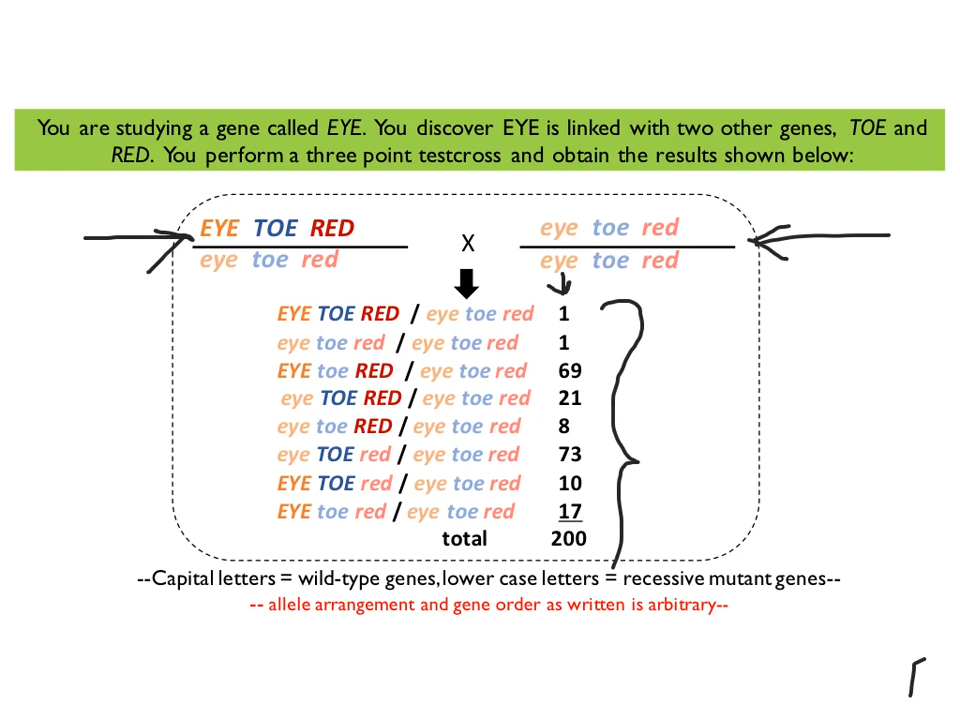 You are studying a gene called EYE. You discover EYE is linked with two other genes, TOE and
RED. You perform a three point testcross and obtain the results shown below:
EYE TOE RED X eye toe red
eye toe red eye toe red
EYE TOE RED / eye toe red 1
eye toe red / eye toe red 1
EYE toe RED / eye toe red 69
eye TOE RED / eye toe red 21
eye toe RED / eye toe red 8
eye TOE red / eye toe red 73
EYE TOE red / eye toe red 10
EYE toe red / eye toe red 17
total 200
--Capital letters = wild-type genes, lower case letters = recessive mutant genes--
-- allele arrangement and gene order as written is arbitrary--